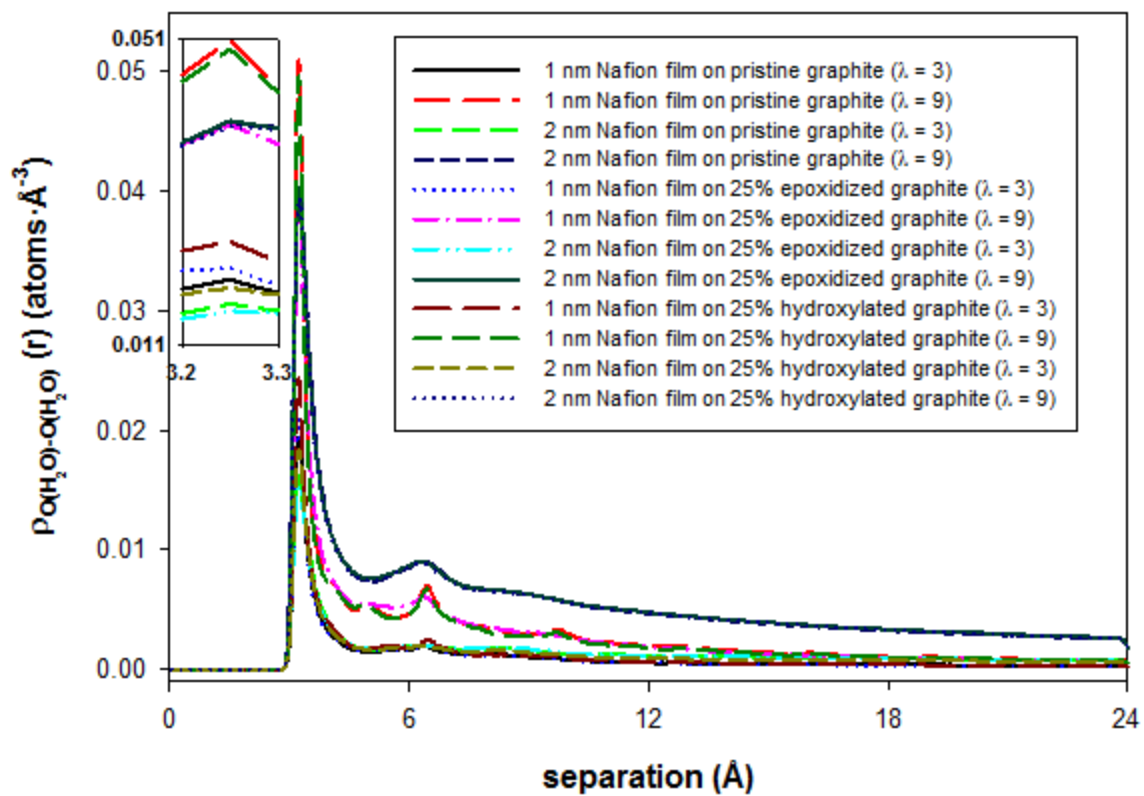 0.051
0.05
0.04
0.03
0.011
3.2
3.3
0.02
0.01
0.00
ρO(H2O)-O(H2O) (r) (atoms·Å-3)
1 nm Nafion film on pristine graphite (λ = 3)
1 nm Nafion film on pristine graphite (λ = 9)
2 nm Nafion film on pristine graphite (λ = 3)
2 nm Nafion film on pristine graphite (λ = 9)
1 nm Nafion film on 25% epoxidized graphite (λ = 3)
1 nm Nafion film on 25% epoxidized graphite (λ = 9)
2 nm Nafion film on 25% epoxidized graphite (λ = 3)
2 nm Nafion film on 25% epoxidized graphite (λ = 9)
1 nm Nafion film on 25% hydroxylated graphite (λ = 3)
1 nm Nafion film on 25% hydroxylated graphite (λ = 9)
2 nm Nafion film on 25% hydroxylated graphite (λ = 3)
2 nm Nafion film on 25% hydroxylated graphite (λ = 9)
0
6
12
18
24
separation (Å)